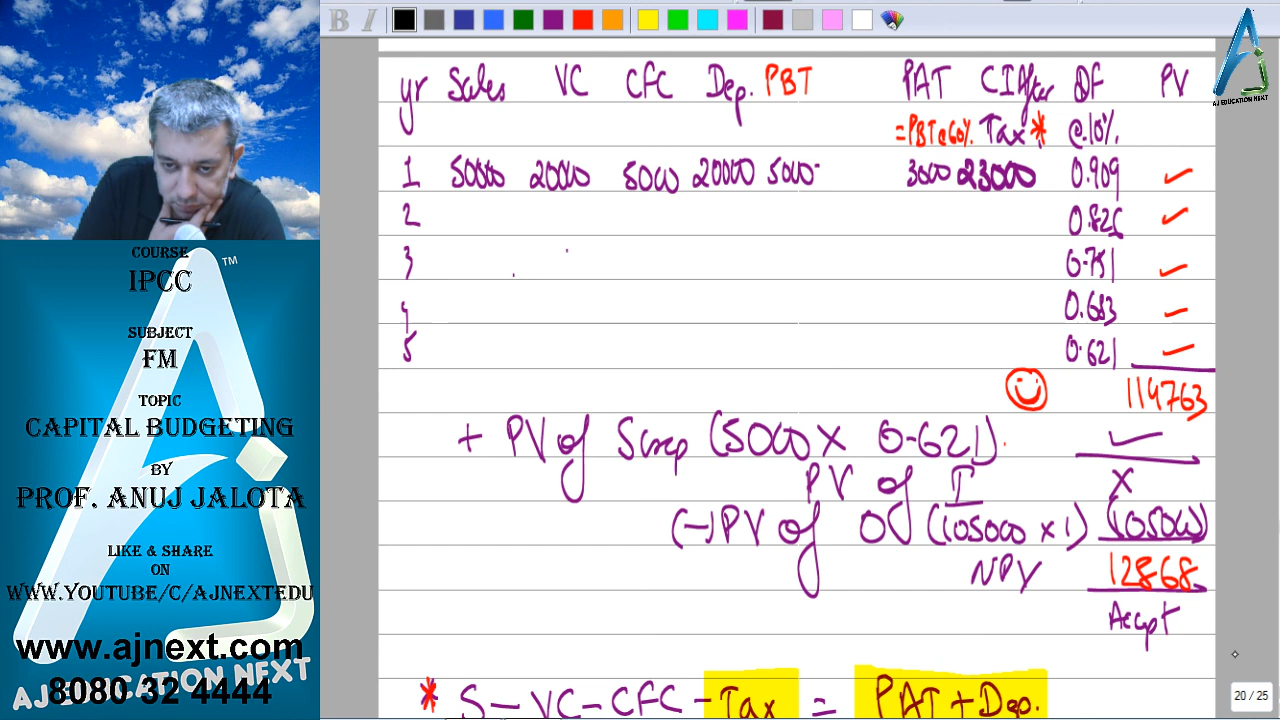 B I
yr Sales VC CFC Dep. PBT PAT CIAfter DF PV
=PBT@60% Tax * @10%
1 50000 20000 5000 20000 5000 3000 23000 0.909
2 0.826
3 0.751
4 0.683
5 0.621
114763
+ PV of Scrap (5000 X 0.621)
PV of I X
(-) PV of O (105000 x 1) (105000)
NPV 12868
Accept
* S - VC - CFC - Tax = PAT + Dep.
COURSE
IPCC
SUBJECT
FM
TOPIC
CAPITAL BUDGETING
BY
PROF. ANUJ JALOTA
LIKE & SHARE
ON
WWW.YOUTUBE/C/AJNEXTEDU
www.ajnext.com
AJ EDUCATION NEXT
8080 32 4444
TM
AJ EDUCATION NEXT
20 / 25